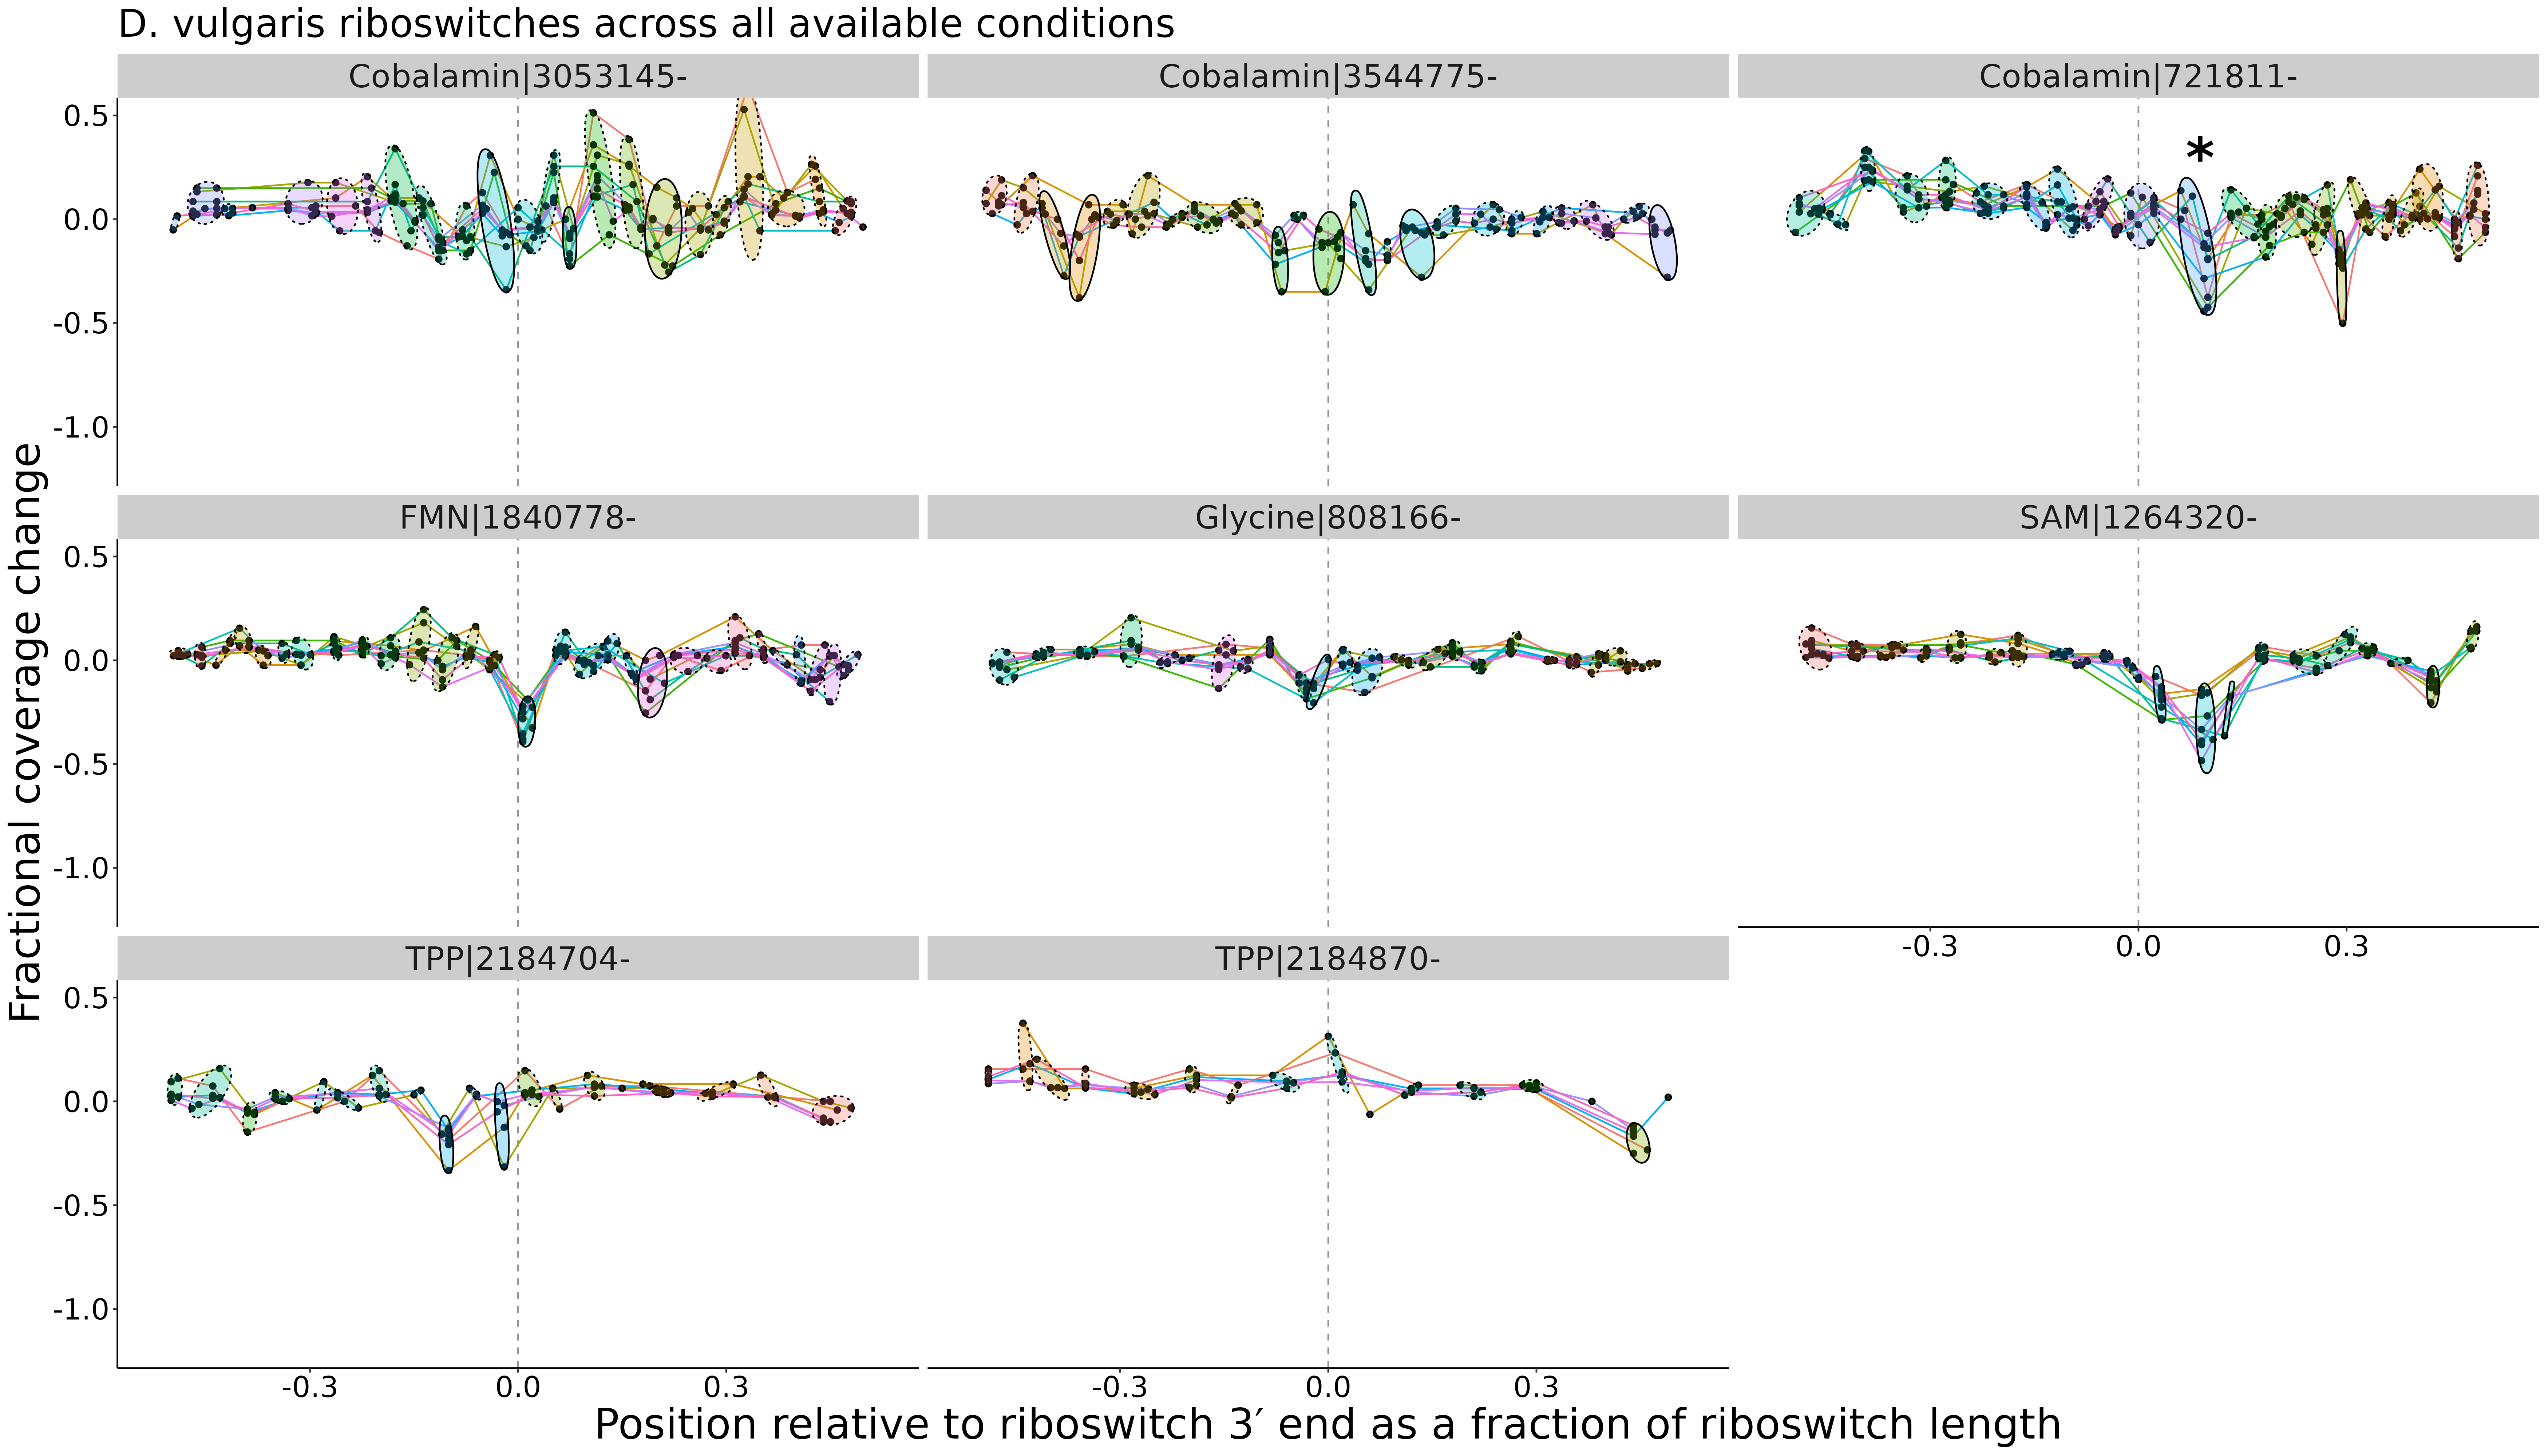 D. vulgaris riboswitches across all available conditions
Cobalamin|3053145-
Cobalamin|3544775-
Cobalamin|721811-
0.5
0.0
-0.5
-1.0
*
FMN|1840778-
Glycine|808166-
SAM|1264320-
0.5
0.0
-0.5
-1.0
-0.3
0.0
0.3
TPP|2184704-
TPP|2184870-
0.5
0.0
-0.5
-1.0
-0.3
0.0
0.3
-0.3
0.0
0.3
Fractional coverage change
Position relative to riboswitch 3′ end as a fraction of riboswitch length